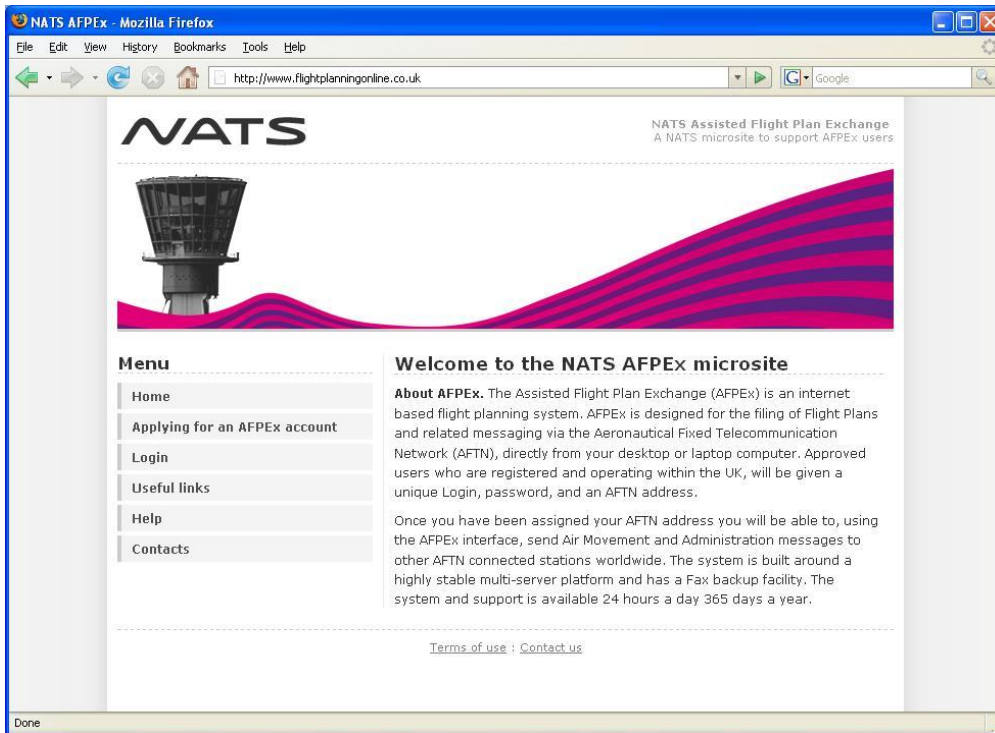 NATS AFPEx - Mozilla Firefox
File Edit View History Bookmarks Tools Help
http://www.flightplanningonline.co.uk
G Google
NATS
NATS Assisted Flight Plan Exchange
A NATS microsite to support AFPEx users
Menu
Home
Applying for an AFPEx account
Login
Useful links
Help
Contacts
Welcome to the NATS AFPEx microsite
About AFPEx. The Assisted Flight Plan Exchange (AFPEx) is an internet
based flight planning system. AFPEx is designed for the filing of Flight Plans
and related messaging via the Aeronautical Fixed Telecommunication
Network (AFTN), directly from your desktop or laptop computer. Approved
users who are registered and operating within the UK, will be given a
unique Login, password, and an AFTN address.
Once you have been assigned your AFTN address you will be able to, using
the AFPEx interface, send Air Movement and Administration messages to
other AFTN connected stations worldwide. The system is built around a
highly stable multi-server platform and has a Fax backup facility. The
system and support is available 24 hours a day 365 days a year.
Terms of use : Contact us
Done